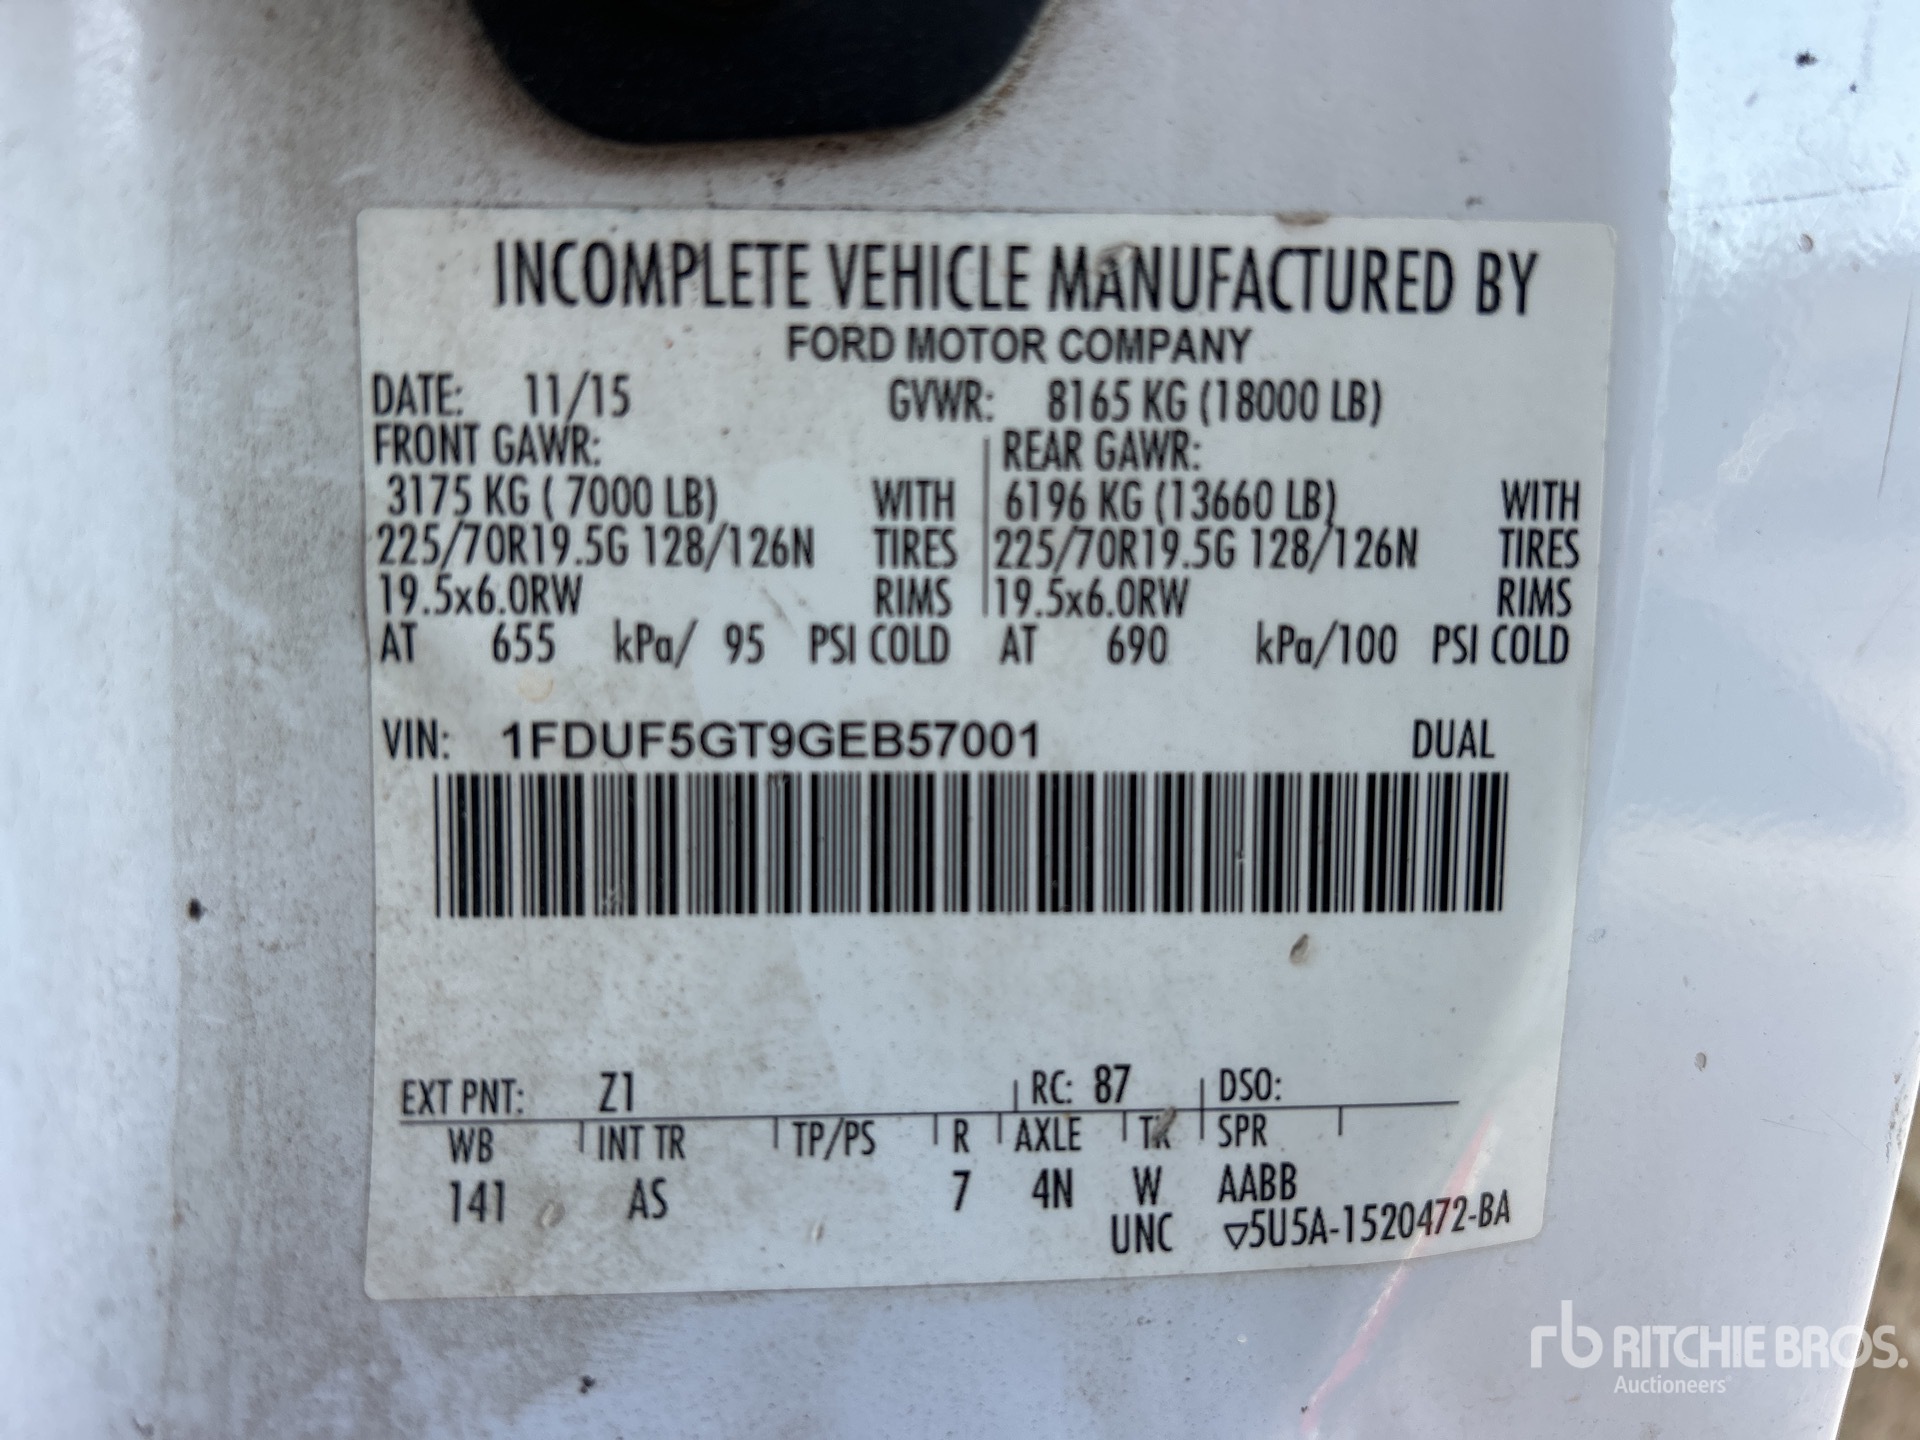 INCOMPLETE VEHICLE MANUFACTURED BY
FORD MOTOR COMPANY
DATE: 11/15 GVWR: 8165 KG (18000 LB)
FRONT GAWR: REAR GAWR:
3175 KG ( 7000 LB) WITH 6196 KG (13660 LB) WITH
225/70R19.5G 128/126N TIRES 225/70R19.5G 128/126N TIRES
19.5x6.0RW RIMS 19.5x6.0RW RIMS
AT 655 kPa/ 95 PSI COLD AT 690 kPa/100 PSI COLD
VIN: 1FDUF5GT9GEB57001 DUAL
EXT PNT: Z1 RC: 87 DSO:
WB INT TR TP/PS R AXLE TR SPR
141 AS 7 4N W AABB
UNC ▽5U5A-1520472-BA
rb RITCHIE BROS.
Auctioneers